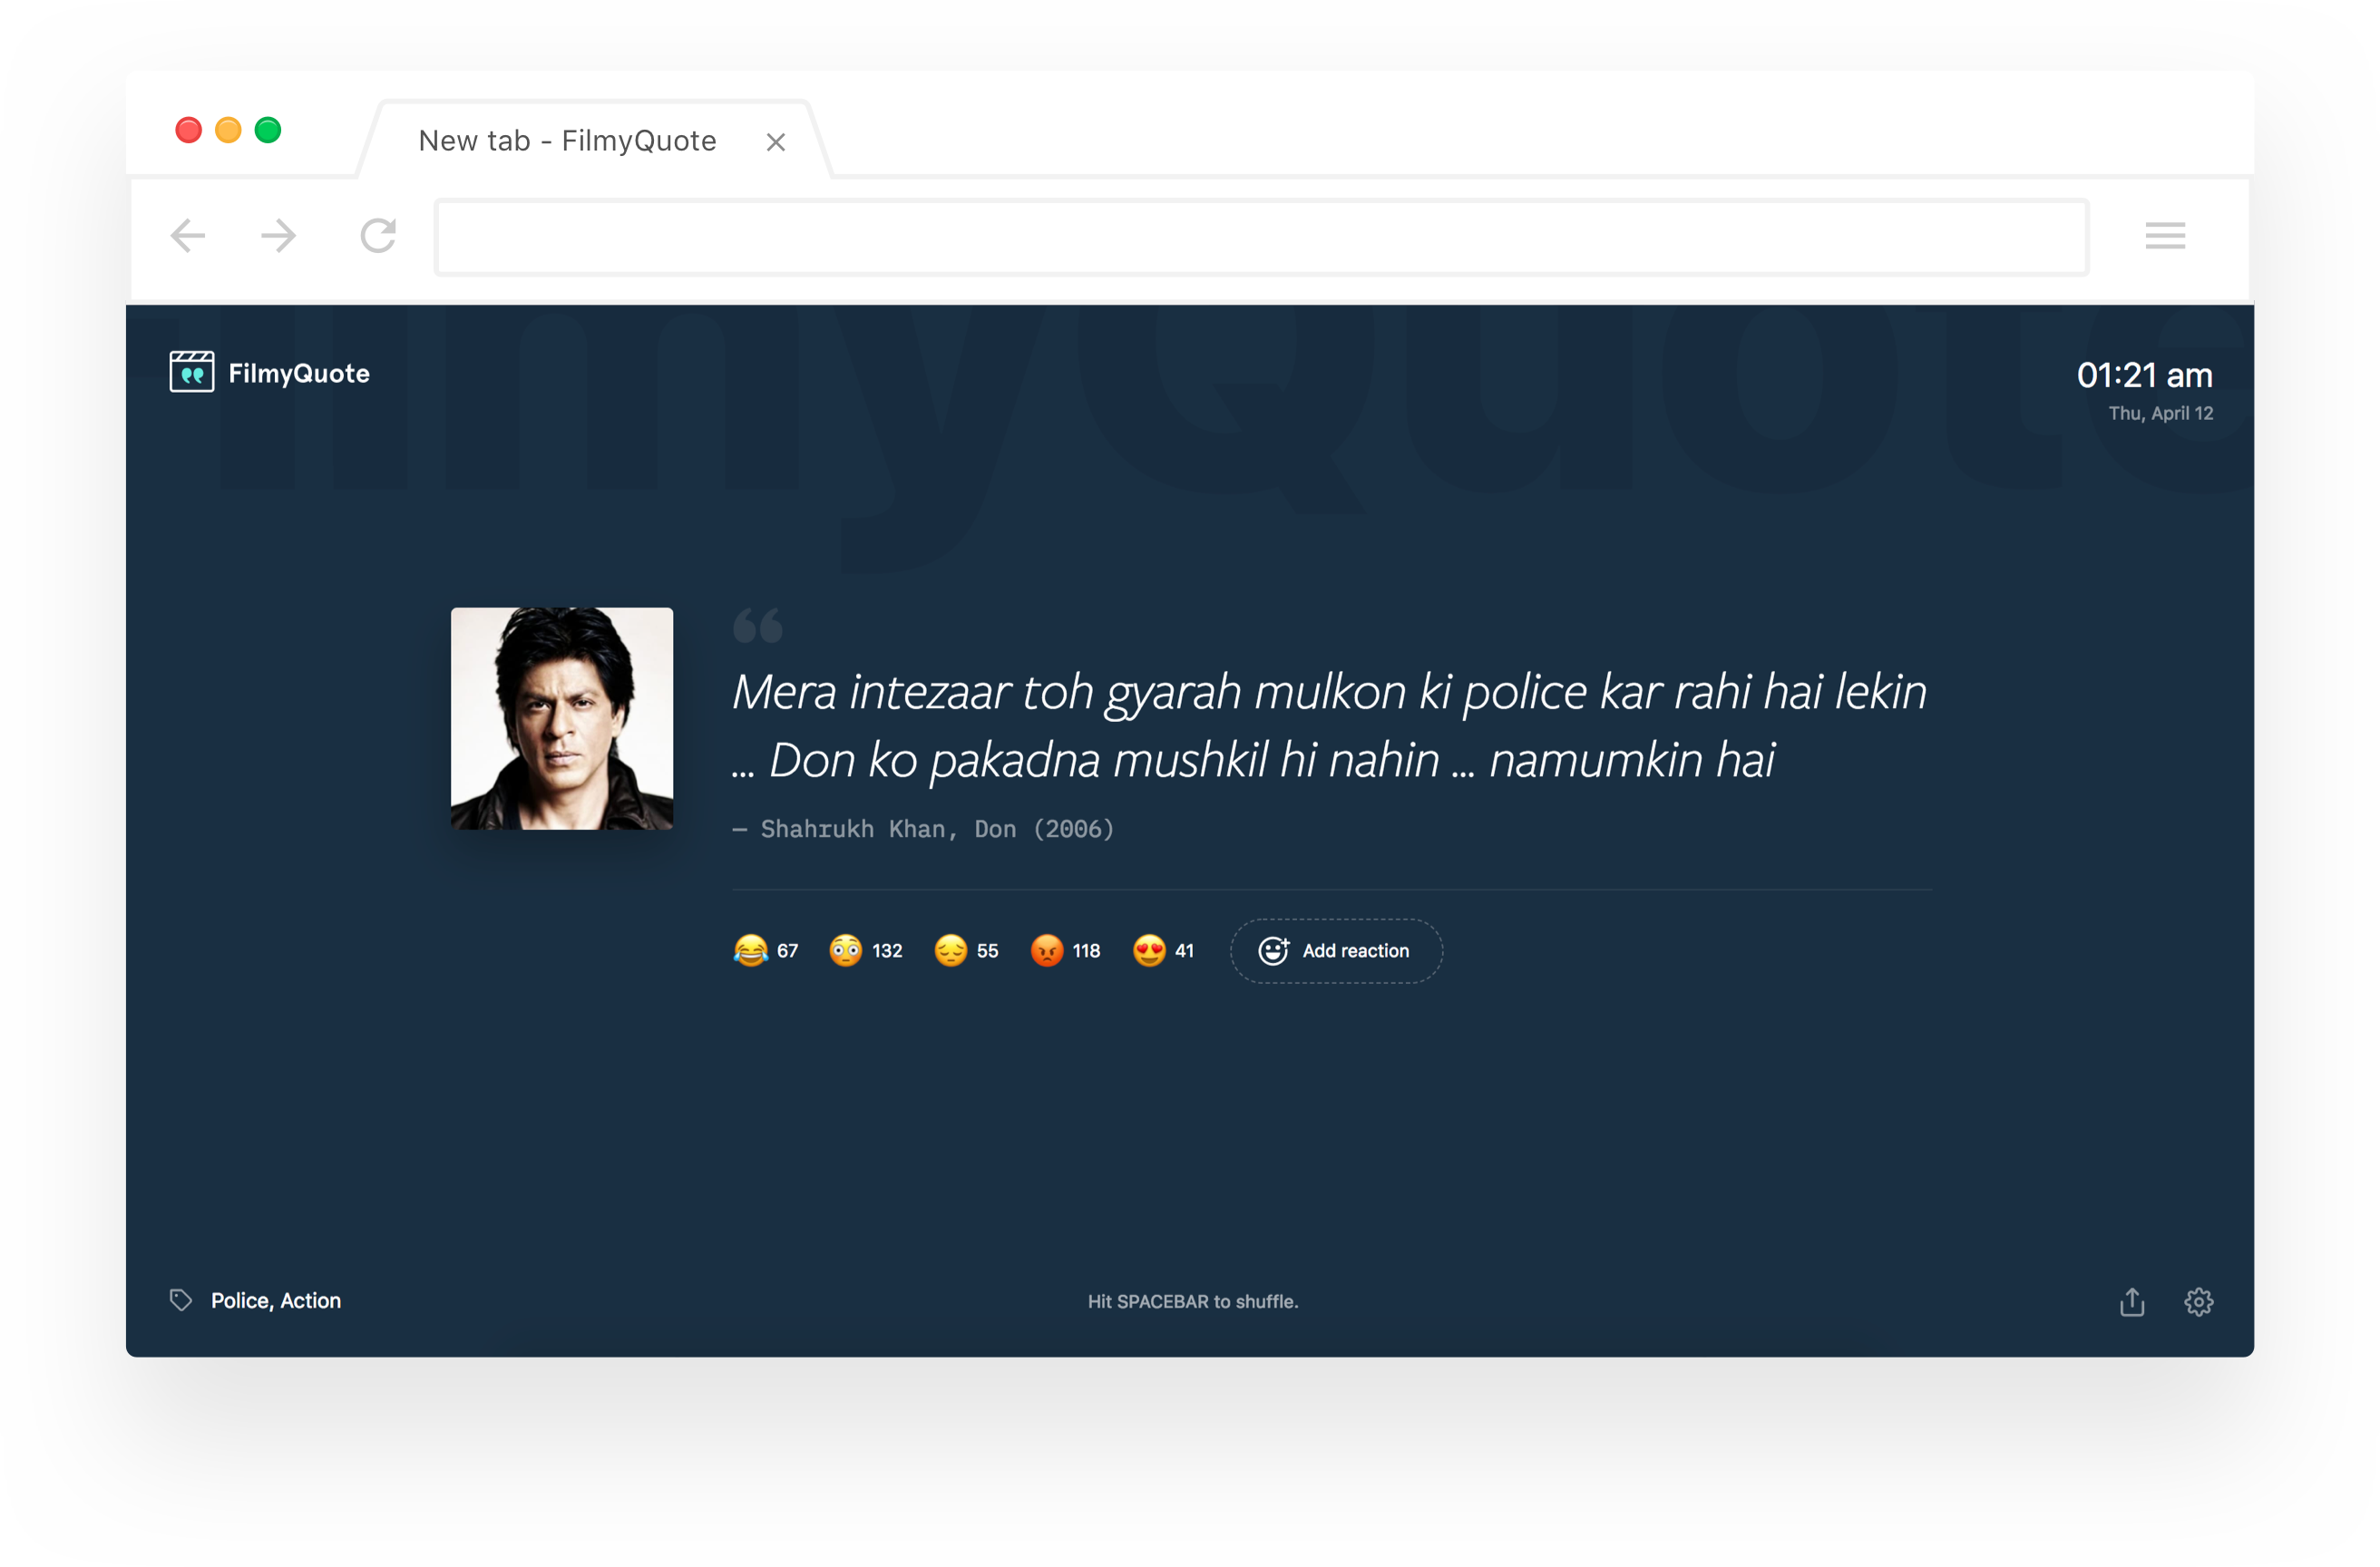 New tab - FilmyQuote
FilmyQuote
FilmyQuote
01:21 am
Thu, April 12
“
Mera intezaar toh gyarah mulkon ki police kar rahi hai lekin
... Don ko pakadna mushkil hi nahin ... namumkin hai
— Shahrukh Khan, Don (2006)
😂 67 😳 132 😔 55 😡 118 😍 41 Add reaction
Police, Action
Hit SPACEBAR to shuffle.